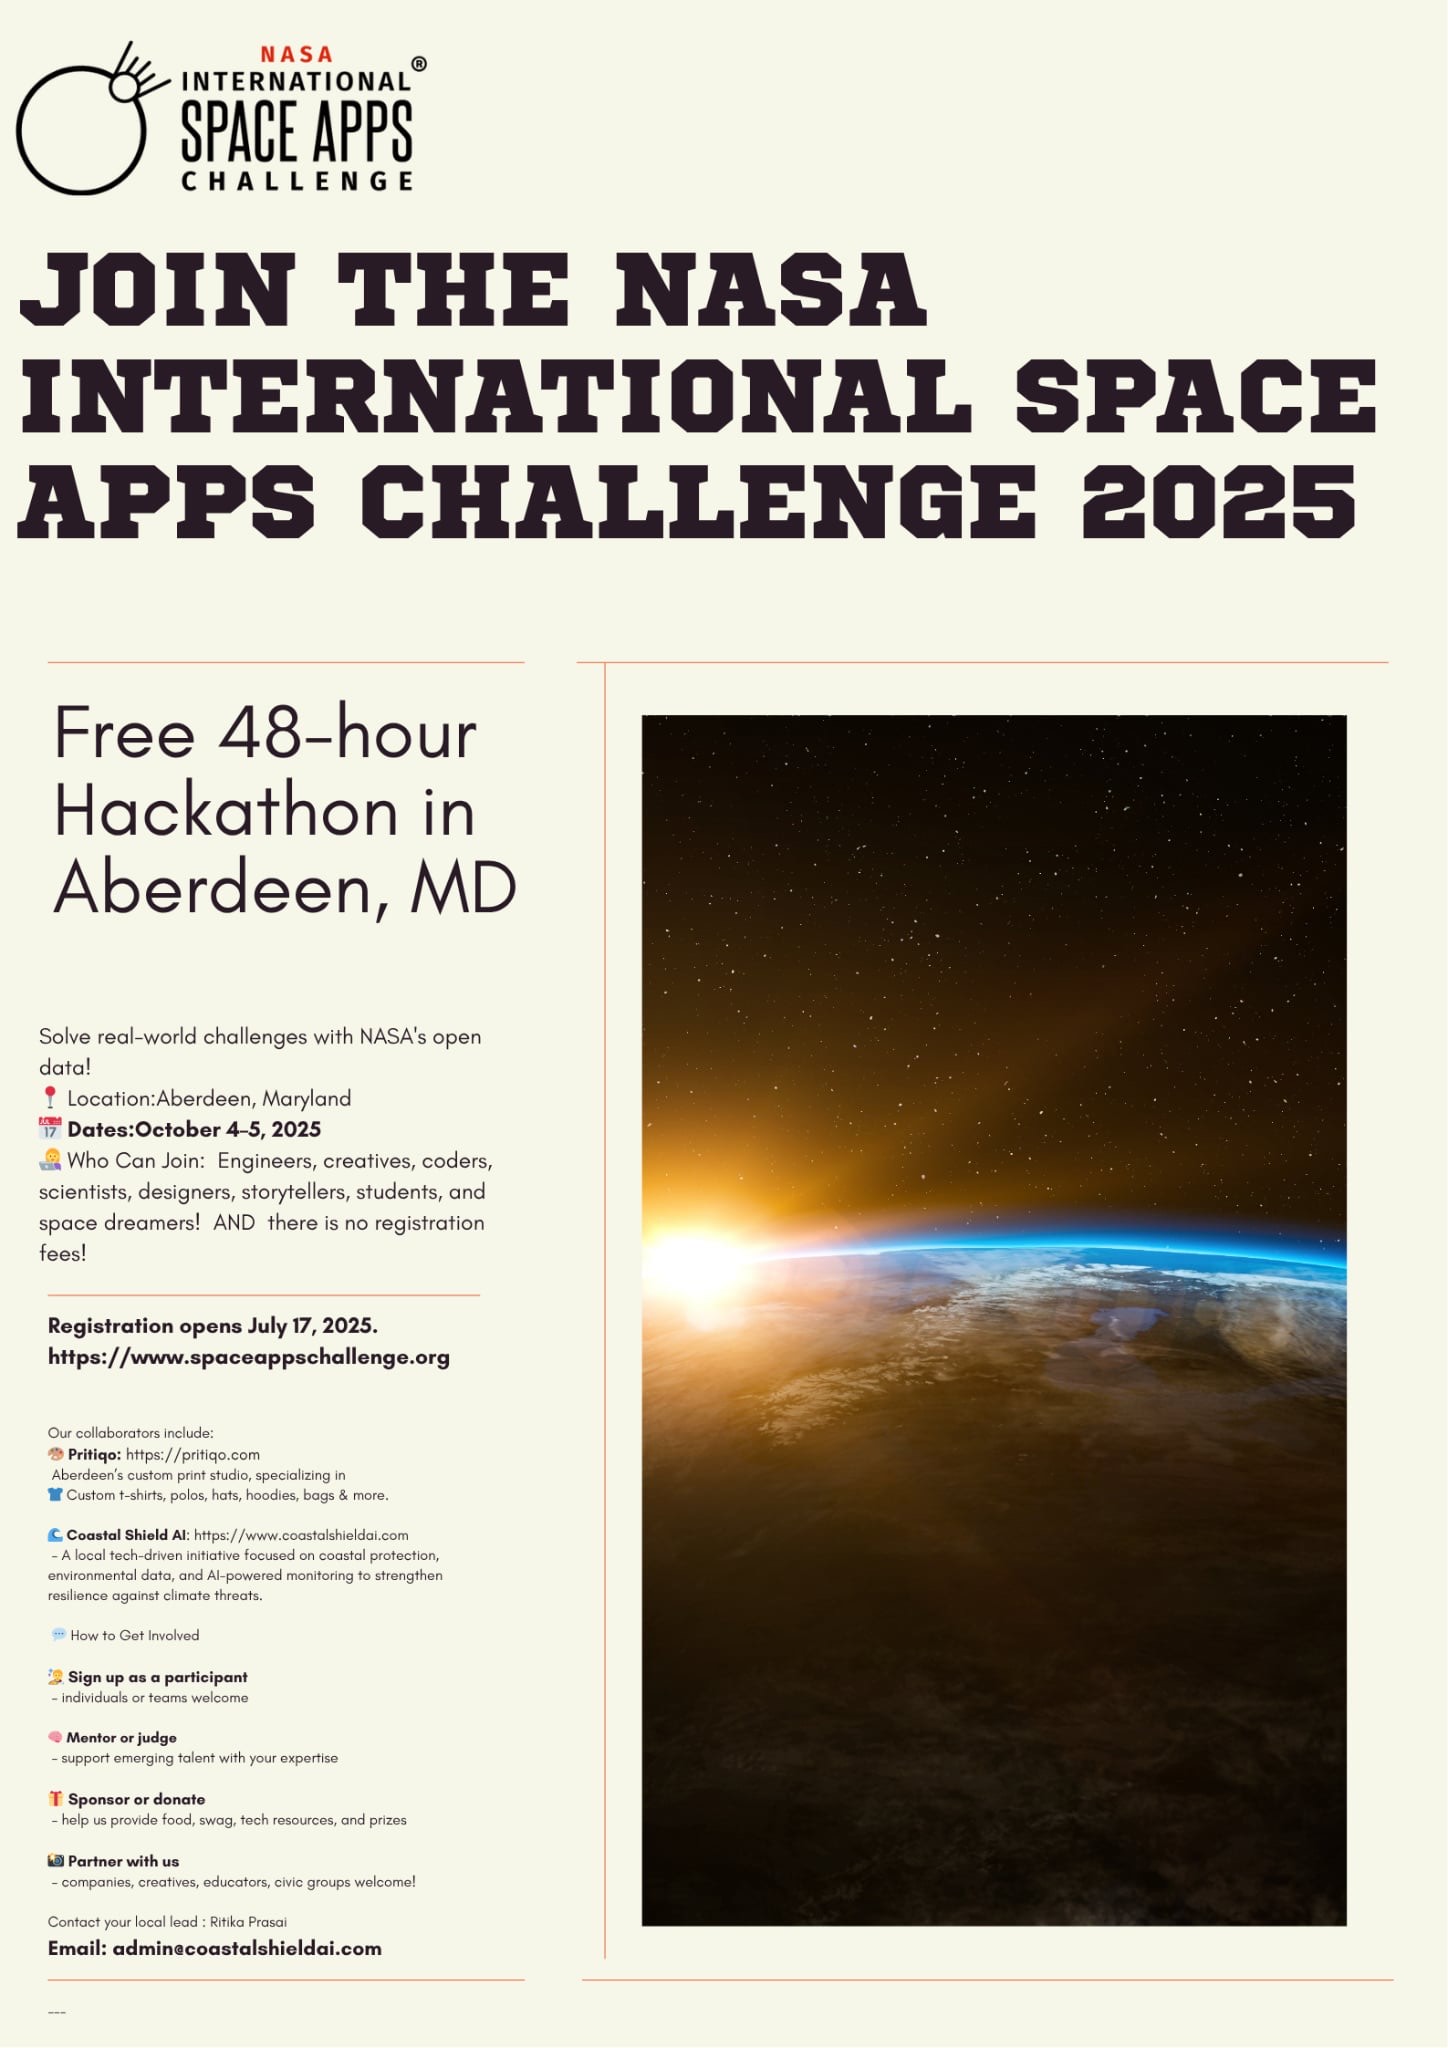 NASA
INTERNATIONAL®
SPACE APPS
CHALLENGE
JOIN THE NASA
INTERNATIONAL SPACE
APPS CHALLENGE 2025
Free 48-hour
Hackathon in
Aberdeen, MD
Solve real-world challenges with NASA's open
data!
📍 Location:Aberdeen, Maryland
📅 Dates:October 4-5, 2025
👩‍💻 Who Can Join:  Engineers, creatives, coders,
scientists, designers, storytellers, students, and
space dreamers!  AND  there is no registration
fees!
Registration opens July 17, 2025.
https://www.spaceappschallenge.org
Our collaborators include:
🎨 Pritiqo: https://pritiqo.com
Aberdeen’s custom print studio, specializing in
👕 Custom t-shirts, polos, hats, hoodies, bags & more.
🌊 Coastal Shield AI: https://www.coastalshieldai.com
- A local tech-driven initiative focused on coastal protection,
environmental data, and AI-powered monitoring to strengthen
resilience against climate threats.
💬 How to Get Involved
Sign up as a participant
- individuals or teams welcome
🧠 Mentor or judge
- support emerging talent with your expertise
🎁 Sponsor or donate
- help us provide food, swag, tech resources, and prizes
📸 Partner with us
- companies, creatives, educators, civic groups welcome!
Contact your local lead : Ritika Prasai
Email: admin@coastalshieldai.com
---